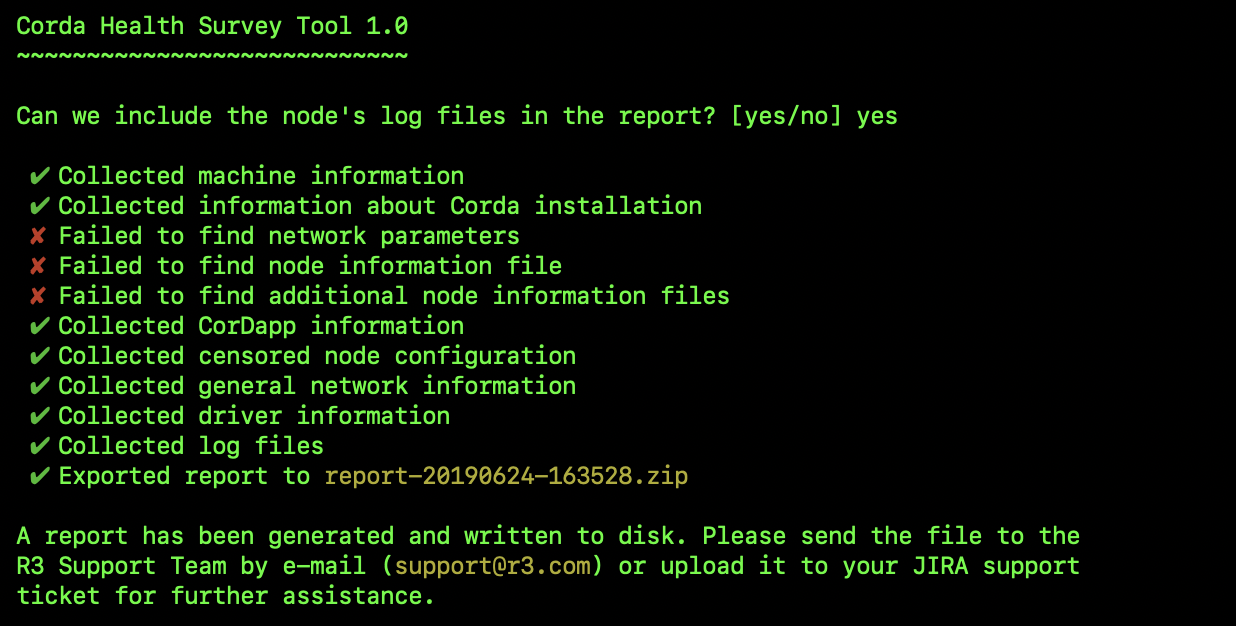 Corda Health Survey Tool 1.0
~~~~~~~~~~~~~~~~~~~~~~~~~~~~
Can we include the node's log files in the report? [yes/no] yes
✔ Collected machine information
✔ Collected information about Corda installation
✘ Failed to find network parameters
✘ Failed to find node information file
✘ Failed to find additional node information files
✔ Collected CorDapp information
✔ Collected censored node configuration
✔ Collected general network information
✔ Collected driver information
✔ Collected log files
✔ Exported report to report-20190624-163528.zip
A report has been generated and written to disk. Please send the file to the
R3 Support Team by e-mail (support@r3.com) or upload it to your JIRA support
ticket for further assistance.